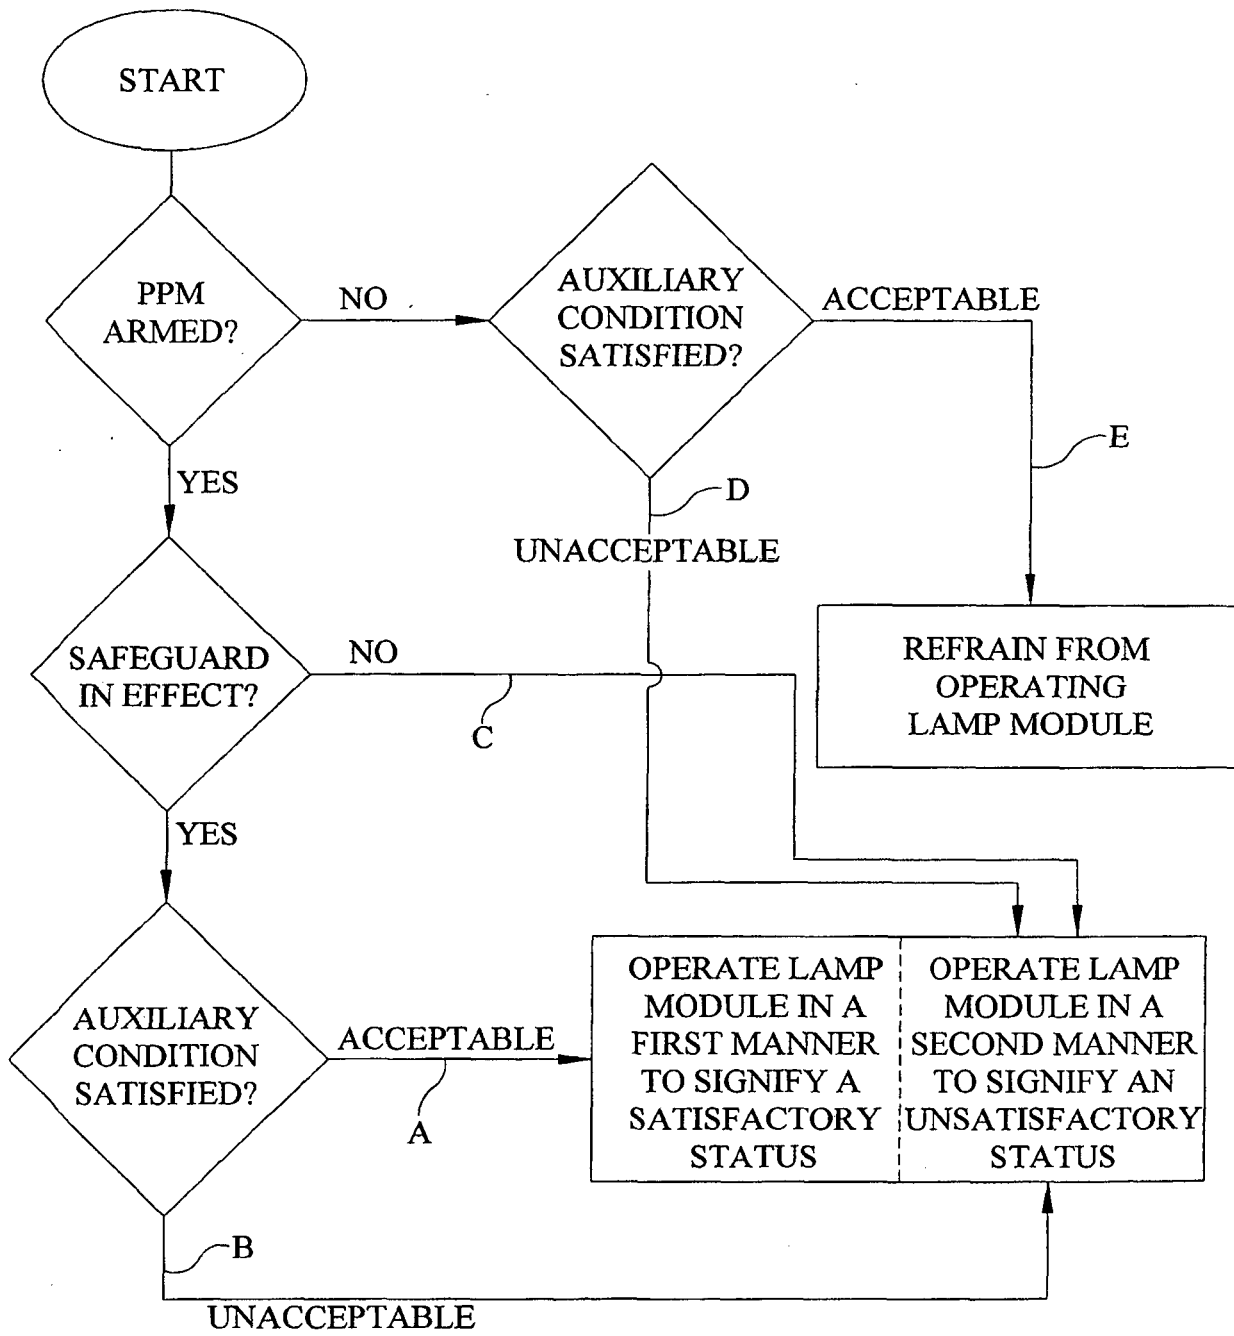 START
PPM
ARMED?
NO
AUXILIARY
CONDITION
SATISFIED?
ACCEPTABLE
E
YES
D
UNACCEPTABLE
SAFEGUARD
IN EFFECT?
NO
C
REFRAIN FROM
OPERATING
LAMP MODULE
YES
AUXILIARY
CONDITION
SATISFIED?
ACCEPTABLE
A
OPERATE LAMP
MODULE IN A
FIRST MANNER
TO SIGNIFY A
SATISFACTORY
STATUS
OPERATE LAMP
MODULE IN A
SECOND MANNER
TO SIGNIFY AN
UNSATISFACTORY
STATUS
B
UNACCEPTABLE